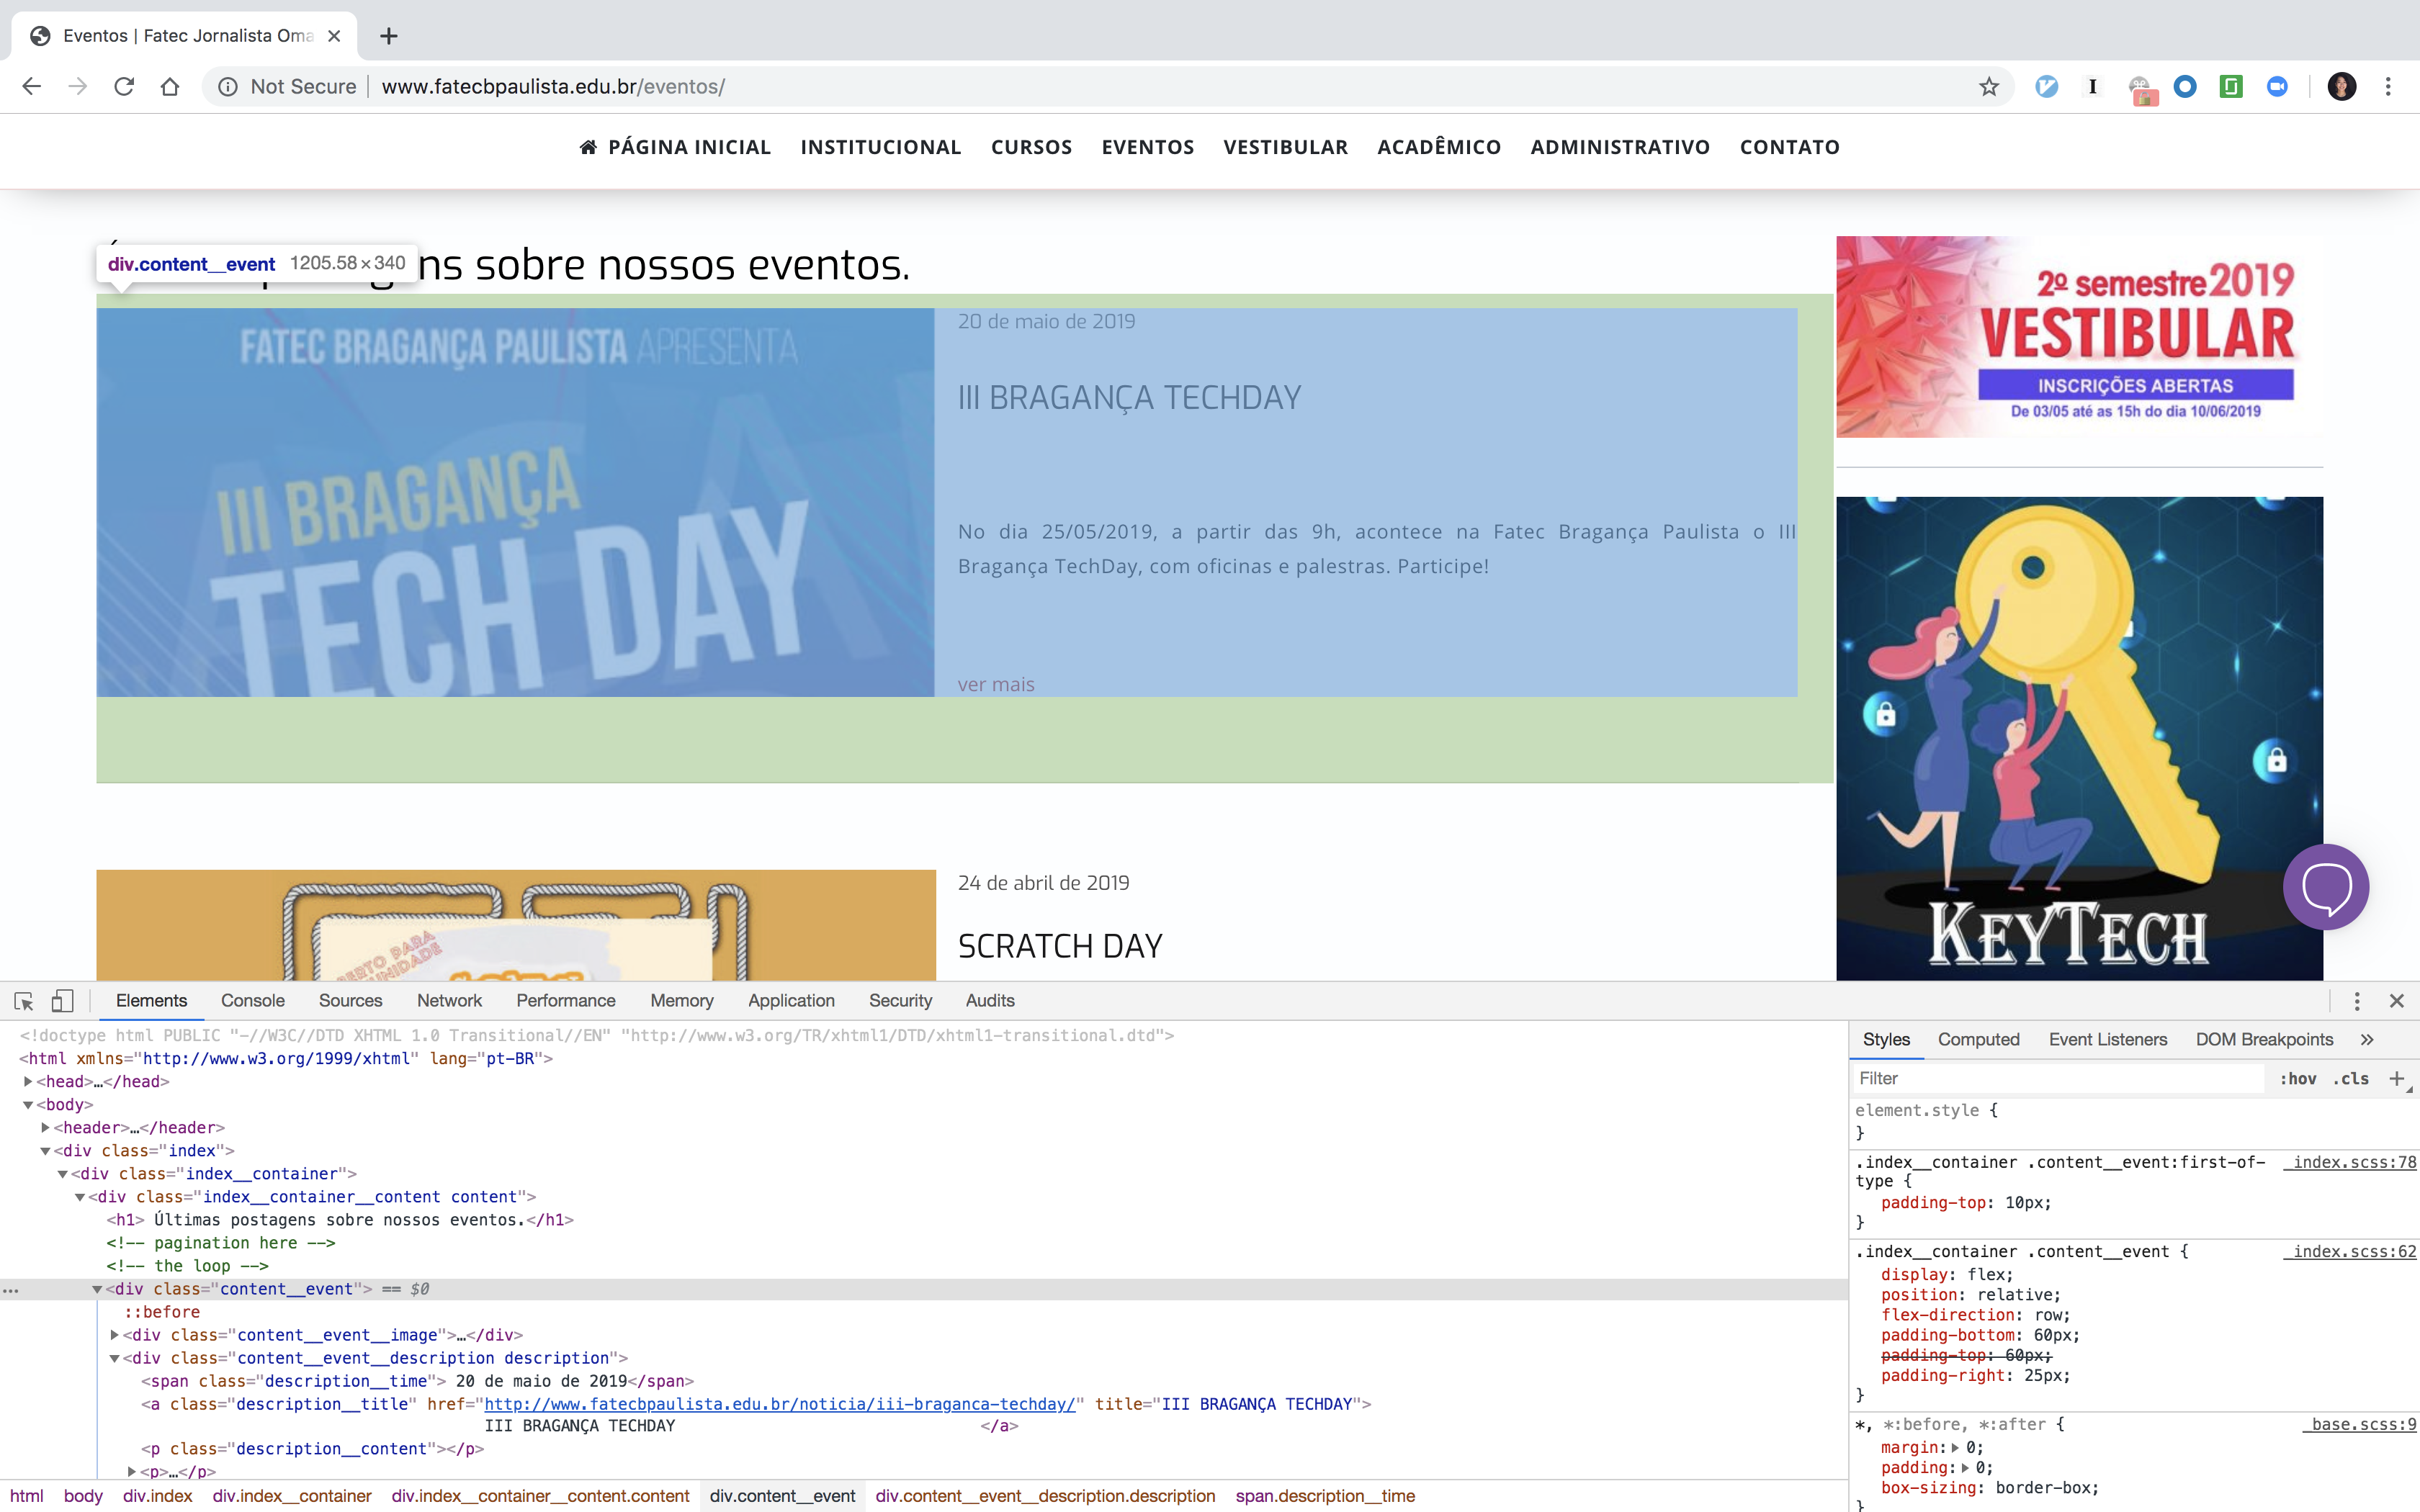 Eventos | Fatec Jornalista Oma
Not Secure | www.fatecbpaulista.edu.br/eventos/
PÁGINA INICIAL INSTITUCIONAL CURSOS EVENTOS VESTIBULAR ACADÊMICO ADMINISTRATIVO CONTATO
div.content__event 1205.58 × 340
ns sobre nossos eventos.
FATEC BRAGANÇA PAULISTA APRESENTA
III BRAGANÇA
TECH DAY
20 de maio de 2019
III BRAGANÇA TECHDAY
No dia 25/05/2019, a partir das 9h, acontece na Fatec Bragança Paulista o III
Bragança TechDay, com oficinas e palestras. Participe!
ver mais
2º semestre 2019
VESTIBULAR
INSCRIÇÕES ABERTAS
De 03/05 até as 15h do dia 10/06/2019
KEYTECH
24 de abril de 2019
SCRATCH DAY
Elements Console Sources Network Performance Memory Application Security Audits
<!doctype html PUBLIC "-//W3C//DTD XHTML 1.0 Transitional//EN" "http://www.w3.org/TR/xhtml1/DTD/xhtml1-transitional.dtd">
<html xmlns="http://www.w3.org/1999/xhtml" lang="pt-BR">
<head>…</head>
<body>
<header>…</header>
<div class="index">
<div class="index__container">
<div class="index__container__content content">
<h1> Últimas postagens sobre nossos eventos.</h1>
<!-- pagination here -->
<!-- the loop -->
<div class="content__event"> == $0
::before
<div class="content__event__image">…</div>
<div class="content__event__description description">
<span class="description__time"> 20 de maio de 2019</span>
<a class="description__title" href="http://www.fatecbpaulista.edu.br/noticia/iii-braganca-techday/" title="III BRAGANÇA TECHDAY">
III BRAGANÇA TECHDAY </a>
<p class="description__content"></p>
<p>…</p>
html body div.index div.index__container div.index__container__content.content div.content__event div.content__event__description.description span.description__time
Styles Computed Event Listeners DOM Breakpoints »
Filter :hov .cls +
element.style {
}
.index__container .content__event:first-of-type { _index.scss:78
padding-top: 10px;
}
.index__container .content__event { _index.scss:62
display: flex;
position: relative;
flex-direction: row;
padding-bottom: 60px;
padding-top: 60px;
padding-right: 25px;
}
*, *:before, *:after { _base.scss:9
margin: 0;
padding: 0;
box-sizing: border-box;
}